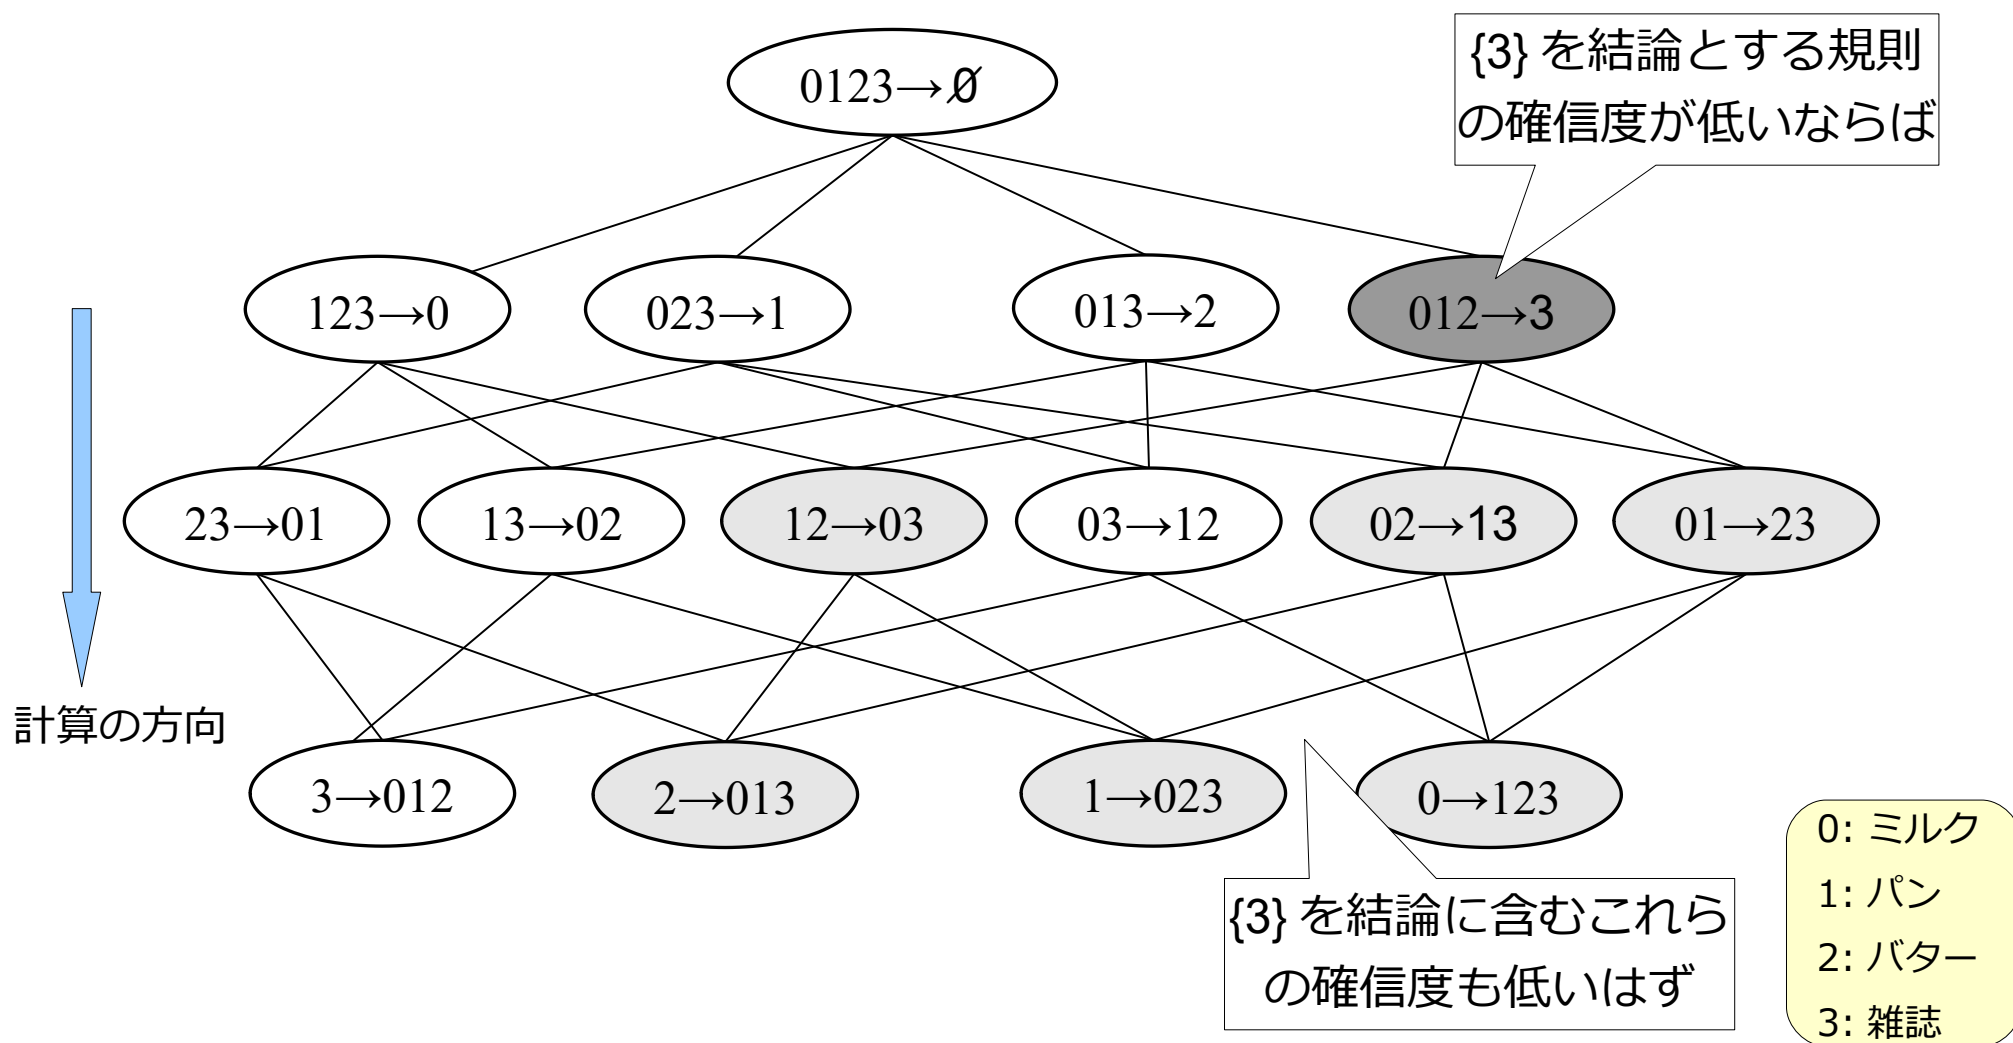 {3} を結論とする規則
の確信度が低いならば
0123→Ø
123→0
023→1
013→2
012→3
23→01
13→02
12→03
03→12
02→13
01→23
計算の方向
3→012
2→013
1→023
0→123
{3} を結論に含むこれら
の確信度も低いはず
0: ミルク
1: パン
2: バター
3: 雑誌